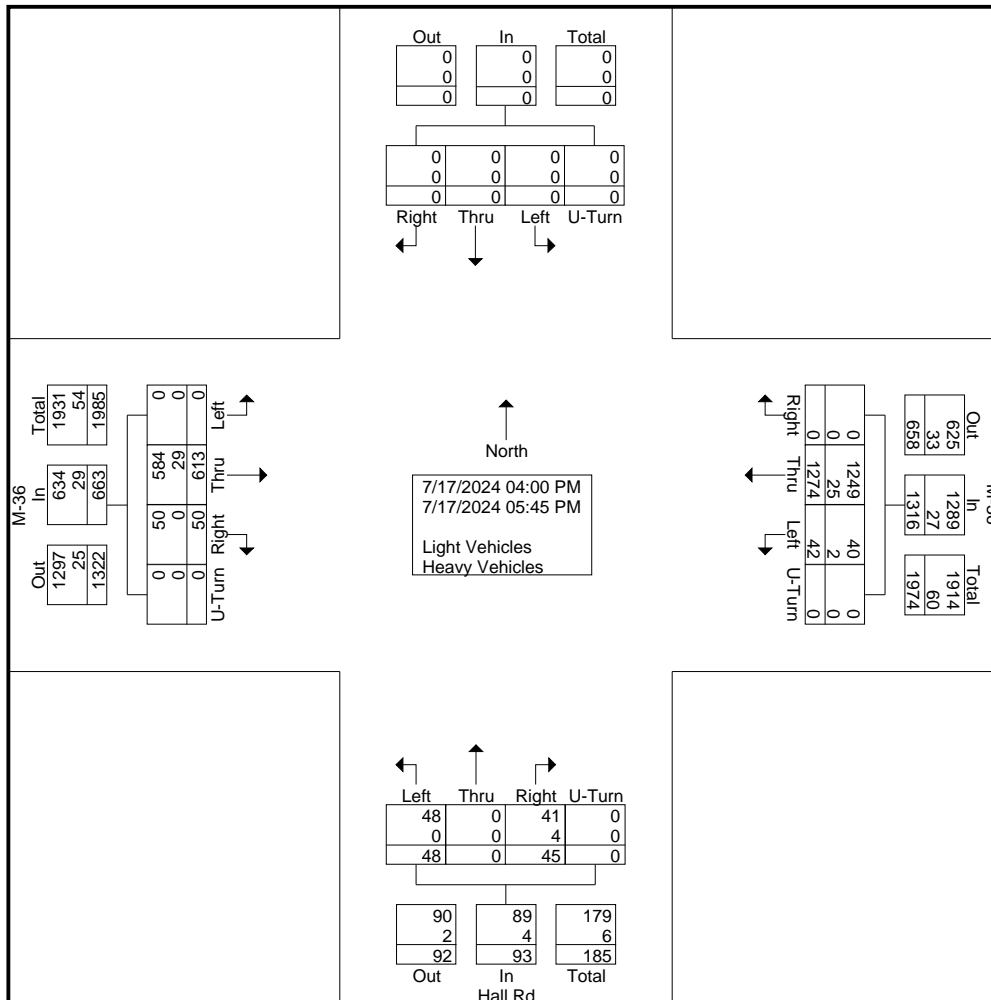 Out In Total
0 0 0
0 0 0
0 0 0
0 0 0 0
0 0 0 0
0 0 0 0
Right Thru Left U-Turn
M-36
Total In Out
1931 634 1297
54 29 25
1985 663 1322
0 584 50 0
0 29 0 0
0 613 50 0
Left Thru Right U-Turn
North
7/17/2024 04:00 PM
7/17/2024 05:45 PM
Light Vehicles
Heavy Vehicles
Right Thru Left U-Turn
0 1249 40 0
0 25 2 0
0 1274 42 0
Out In Total
625 1289 1914
33 27 60
658 1316 1974
Left Thru Right U-Turn
48 0 41 0
0 0 4 0
48 0 45 0
90 89 179
2 4 6
92 93 185
Out In Total
Hall Rd